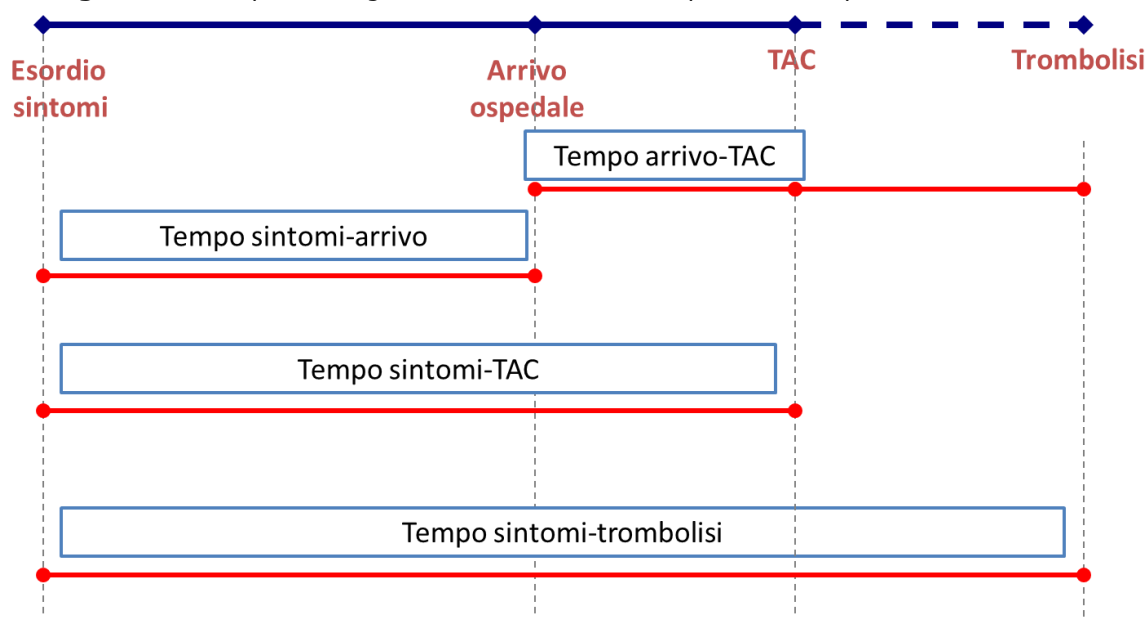 Esordio
sintomi
Arrivo
ospedale
TAC
Trombolisi
Tempo arrivo-TAC
Tempo sintomi-arrivo
Tempo sintomi-TAC
Tempo sintomi-trombolisi